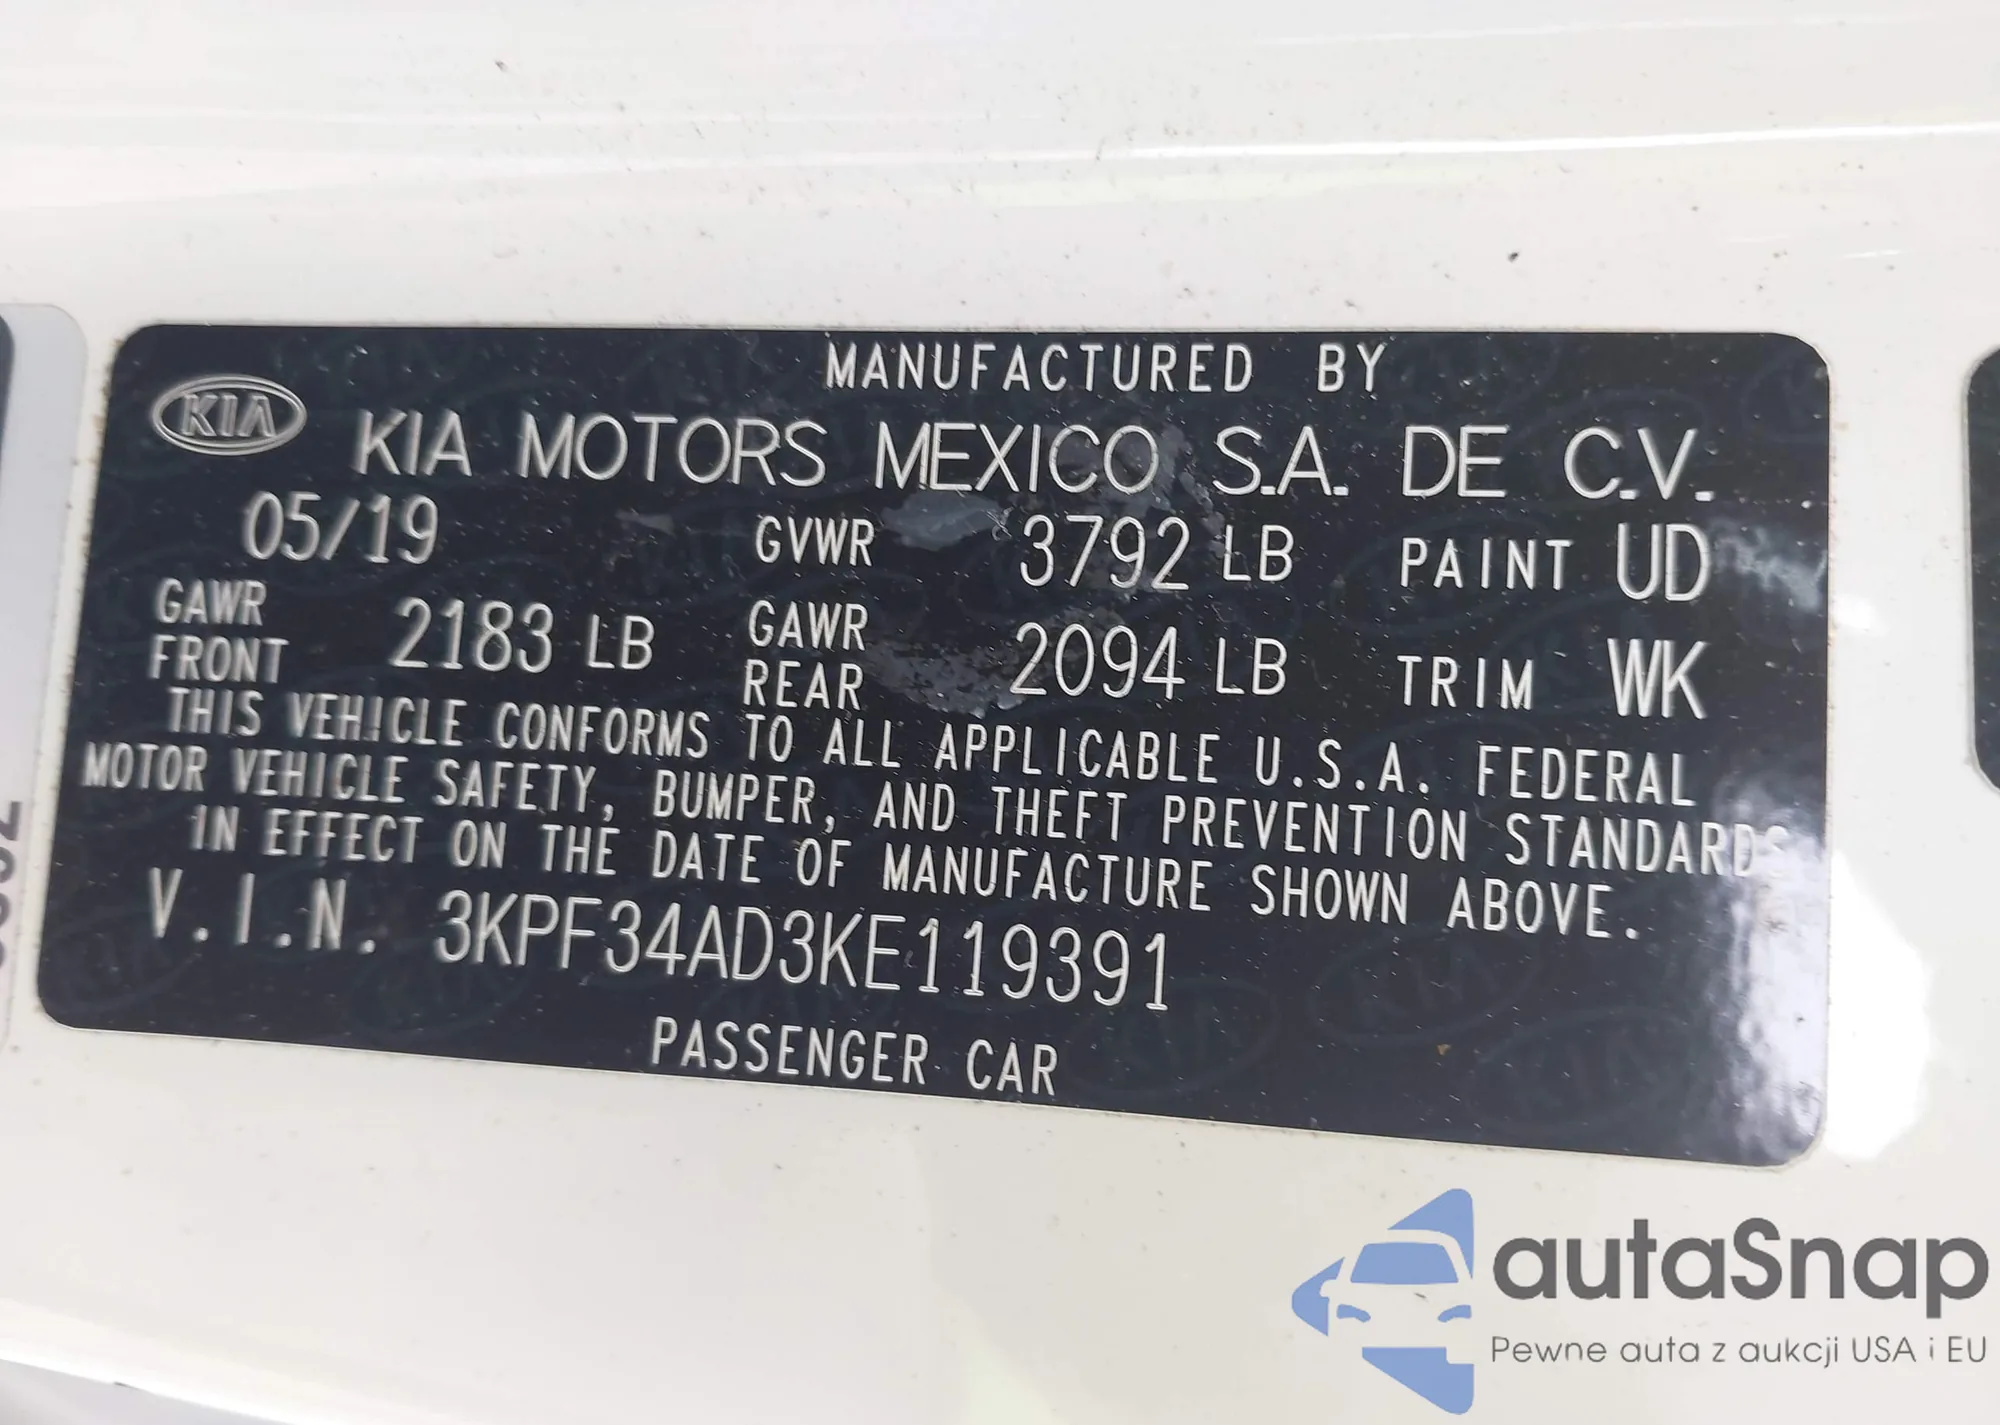 MANUFACTURED BY
KIA
KIA MOTORS MEXICO S.A. DE C.V.
05/19 GVWR 3792 LB PAINT UD
GAWR FRONT 2183 LB GAWR REAR 2094 LB TRIM WK
THIS VEHICLE CONFORMS TO ALL APPLICABLE U.S.A. FEDERAL
MOTOR VEHICLE SAFETY, BUMPER, AND THEFT PREVENTION STANDARDS
IN EFFECT ON THE DATE OF MANUFACTURE SHOWN ABOVE.
V.I.N. 3KPF34AD3KE119391
PASSENGER CAR
autaSnap
Pewne auta z aukcji USA i EU